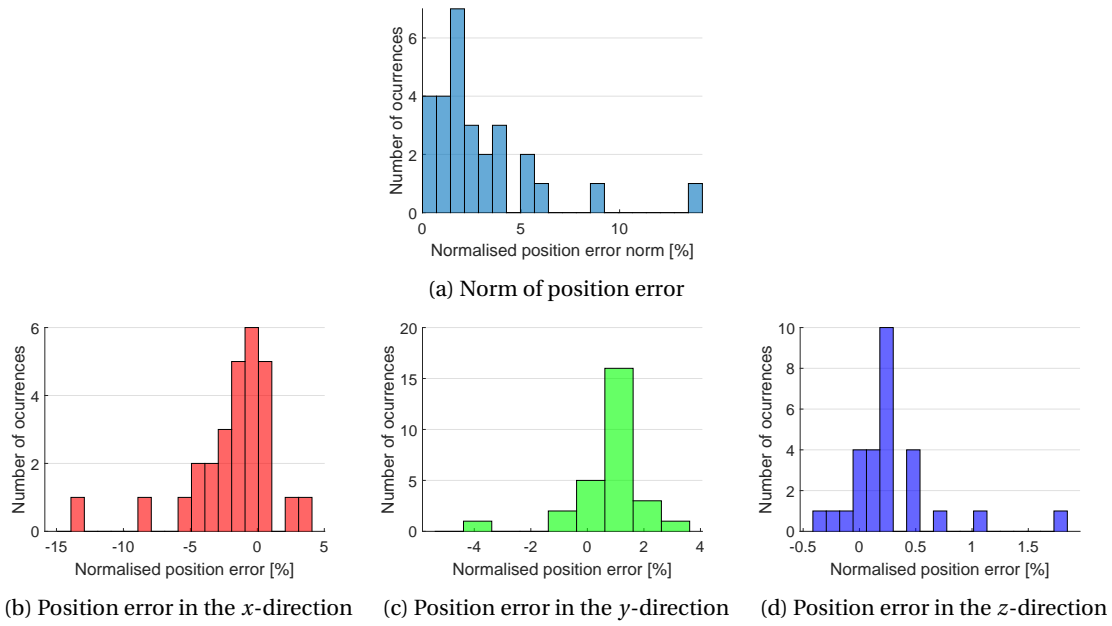 6
4
2
0
0 5 10
Number of ocurrences
Normalised position error norm [%]
(a) Norm of position error
6
4
2
0
-15 -10 -5 0 5
Number of ocurrences
Normalised position error [%]
20
15
10
5
0
-4 -2 0 2 4
Number of ocurrences
Normalised position error [%]
10
8
6
4
2
0
-0.5 0 0.5 1 1.5
Number of ocurrences
Normalised position error [%]
(b) Position error in the x-direction
(c) Position error in the y-direction
(d) Position error in the z-direction